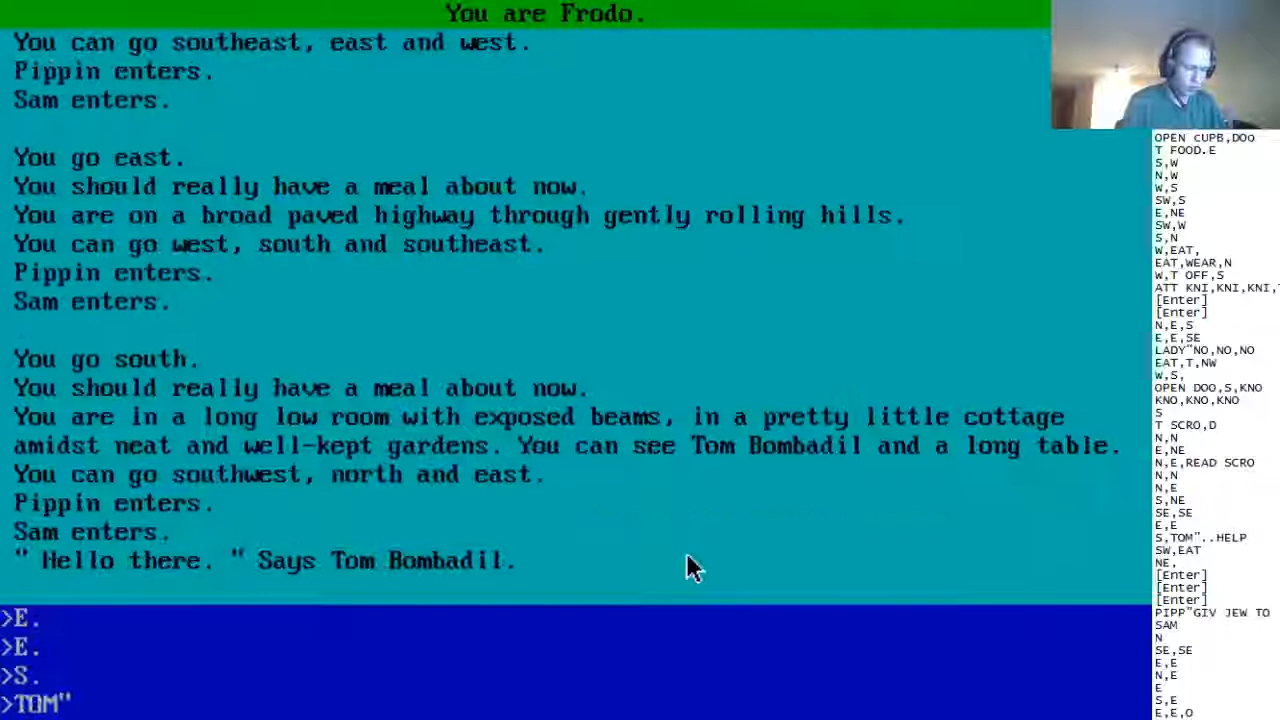 You are Frodo.
You can go southeast, east and west.
Pippin enters.
Sam enters.
You go east.
You should really have a meal about now.
You are on a broad paved highway through gently rolling hills.
You can go west, south and southeast.
Pippin enters.
Sam enters.
You go south.
You should really have a meal about now.
You are in a long low room with exposed beams, in a pretty little cottage
amidst neat and well-kept gardens. You can see Tom Bombadil and a long table.
You can go southwest, north and east.
Pippin enters.
Sam enters.
" Hello there. " Says Tom Bombadil.
>E.
>E.
>S.
>TOM"
OPEN CUPB,DOO
T FOOD.E
S,W
N,W
W,S
SW,S
E,NE
SW,W
S,N
W,EAT,
EAT,WEAR,N
W,T OFF,S
ATT KNI,KNI,KNI,
[Enter]
[Enter]
N,E,S
E,E,SE
LADY"NO,NO,NO
EAT,T,NW
W,S,
OPEN DOO,S,KNO
KNO,KNO,KNO
S
T SCRO,D
N,N
E,NE
N,E,READ SCRO
N,N
N,E
S,NE
SE,SE
E,E
S,TOM"..HELP
SW,EAT
NE,
[Enter]
[Enter]
[Enter]
PIPP"GIV JEW TO
SAM
N
SE,SE
E,E
N,E
E
S,E
E,E,O